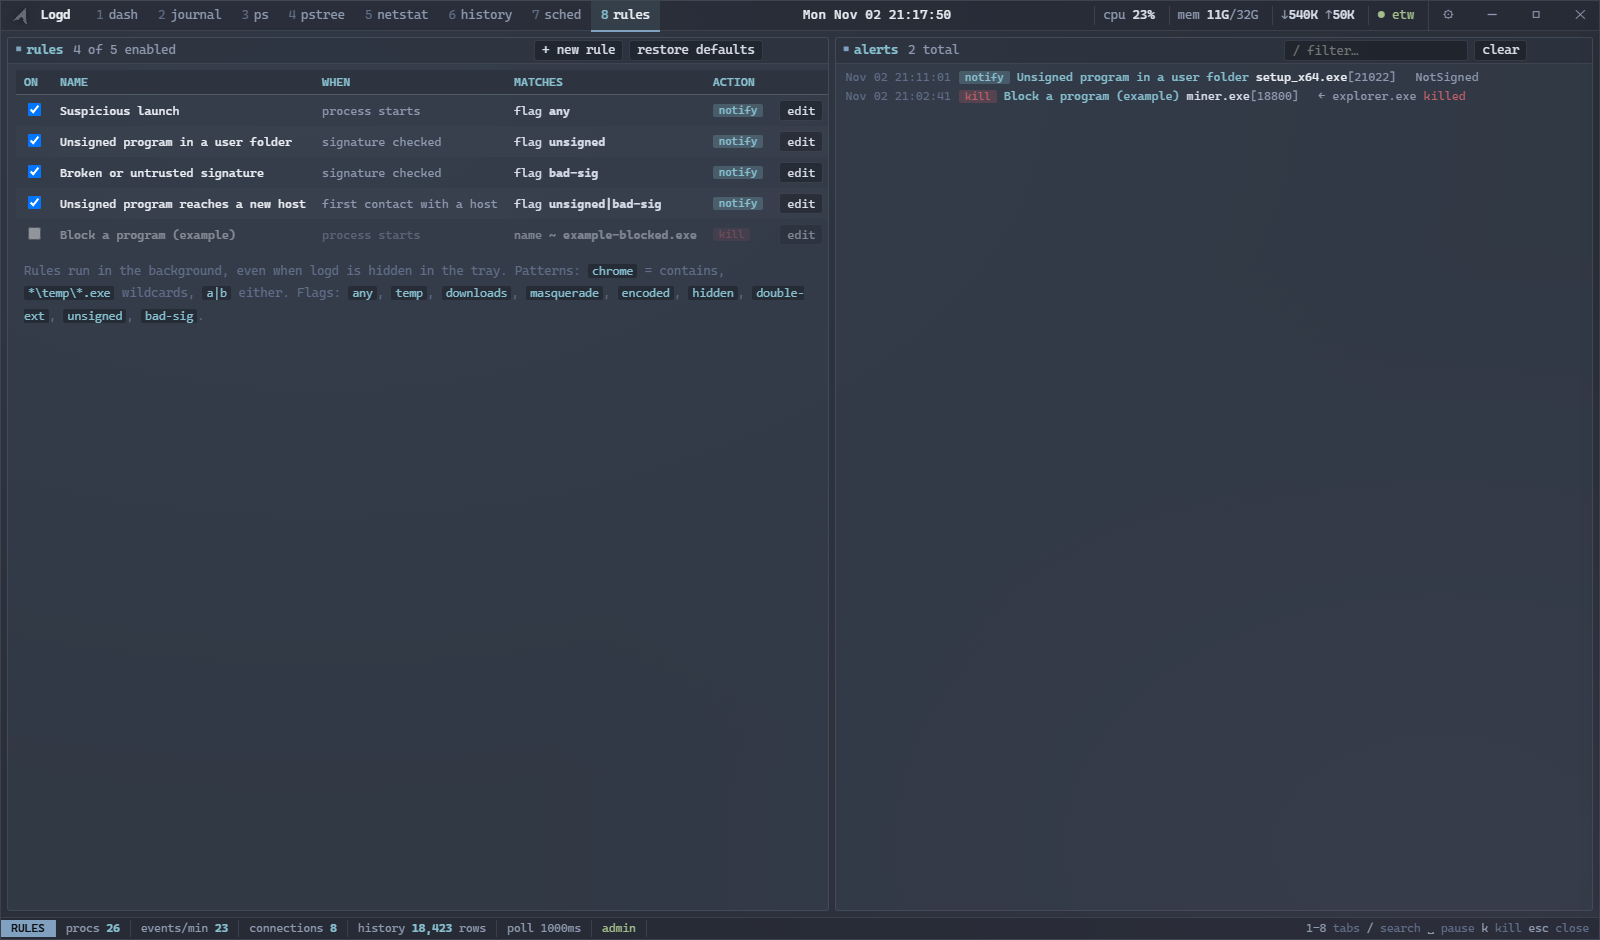 Logd 1 dash 2 journal 3 ps 4 pstree 5 netstat 6 history 7 sched 8 rules Mon Nov 02 21:17:50 cpu 23% mem 11G/32G ↓540K ↑50K ● etw
rules 4 of 5 enabled + new rule restore defaults
ON NAME WHEN MATCHES ACTION
Suspicious launch process starts flag any notify edit
Unsigned program in a user folder signature checked flag unsigned notify edit
Broken or untrusted signature signature checked flag bad-sig notify edit
Unsigned program reaches a new host first contact with a host flag unsigned|bad-sig notify edit
Block a program (example) process starts name ~ example-blocked.exe kill edit
Rules run in the background, even when logd is hidden in the tray. Patterns: chrome = contains,
*\temp\*.exe wildcards, a|b either. Flags: any, temp, downloads, masquerade, encoded, hidden, double-
ext, unsigned, bad-sig.
alerts 2 total / filter… clear
Nov 02 21:11:01 notify Unsigned program in a user folder setup_x64.exe[21022] NotSigned
Nov 02 21:02:41 kill Block a program (example) miner.exe[18800] ← explorer.exe killed
RULES procs 26 events/min 23 connections 8 history 18,423 rows poll 1000ms admin 1-8 tabs / search ␣ pause k kill esc close